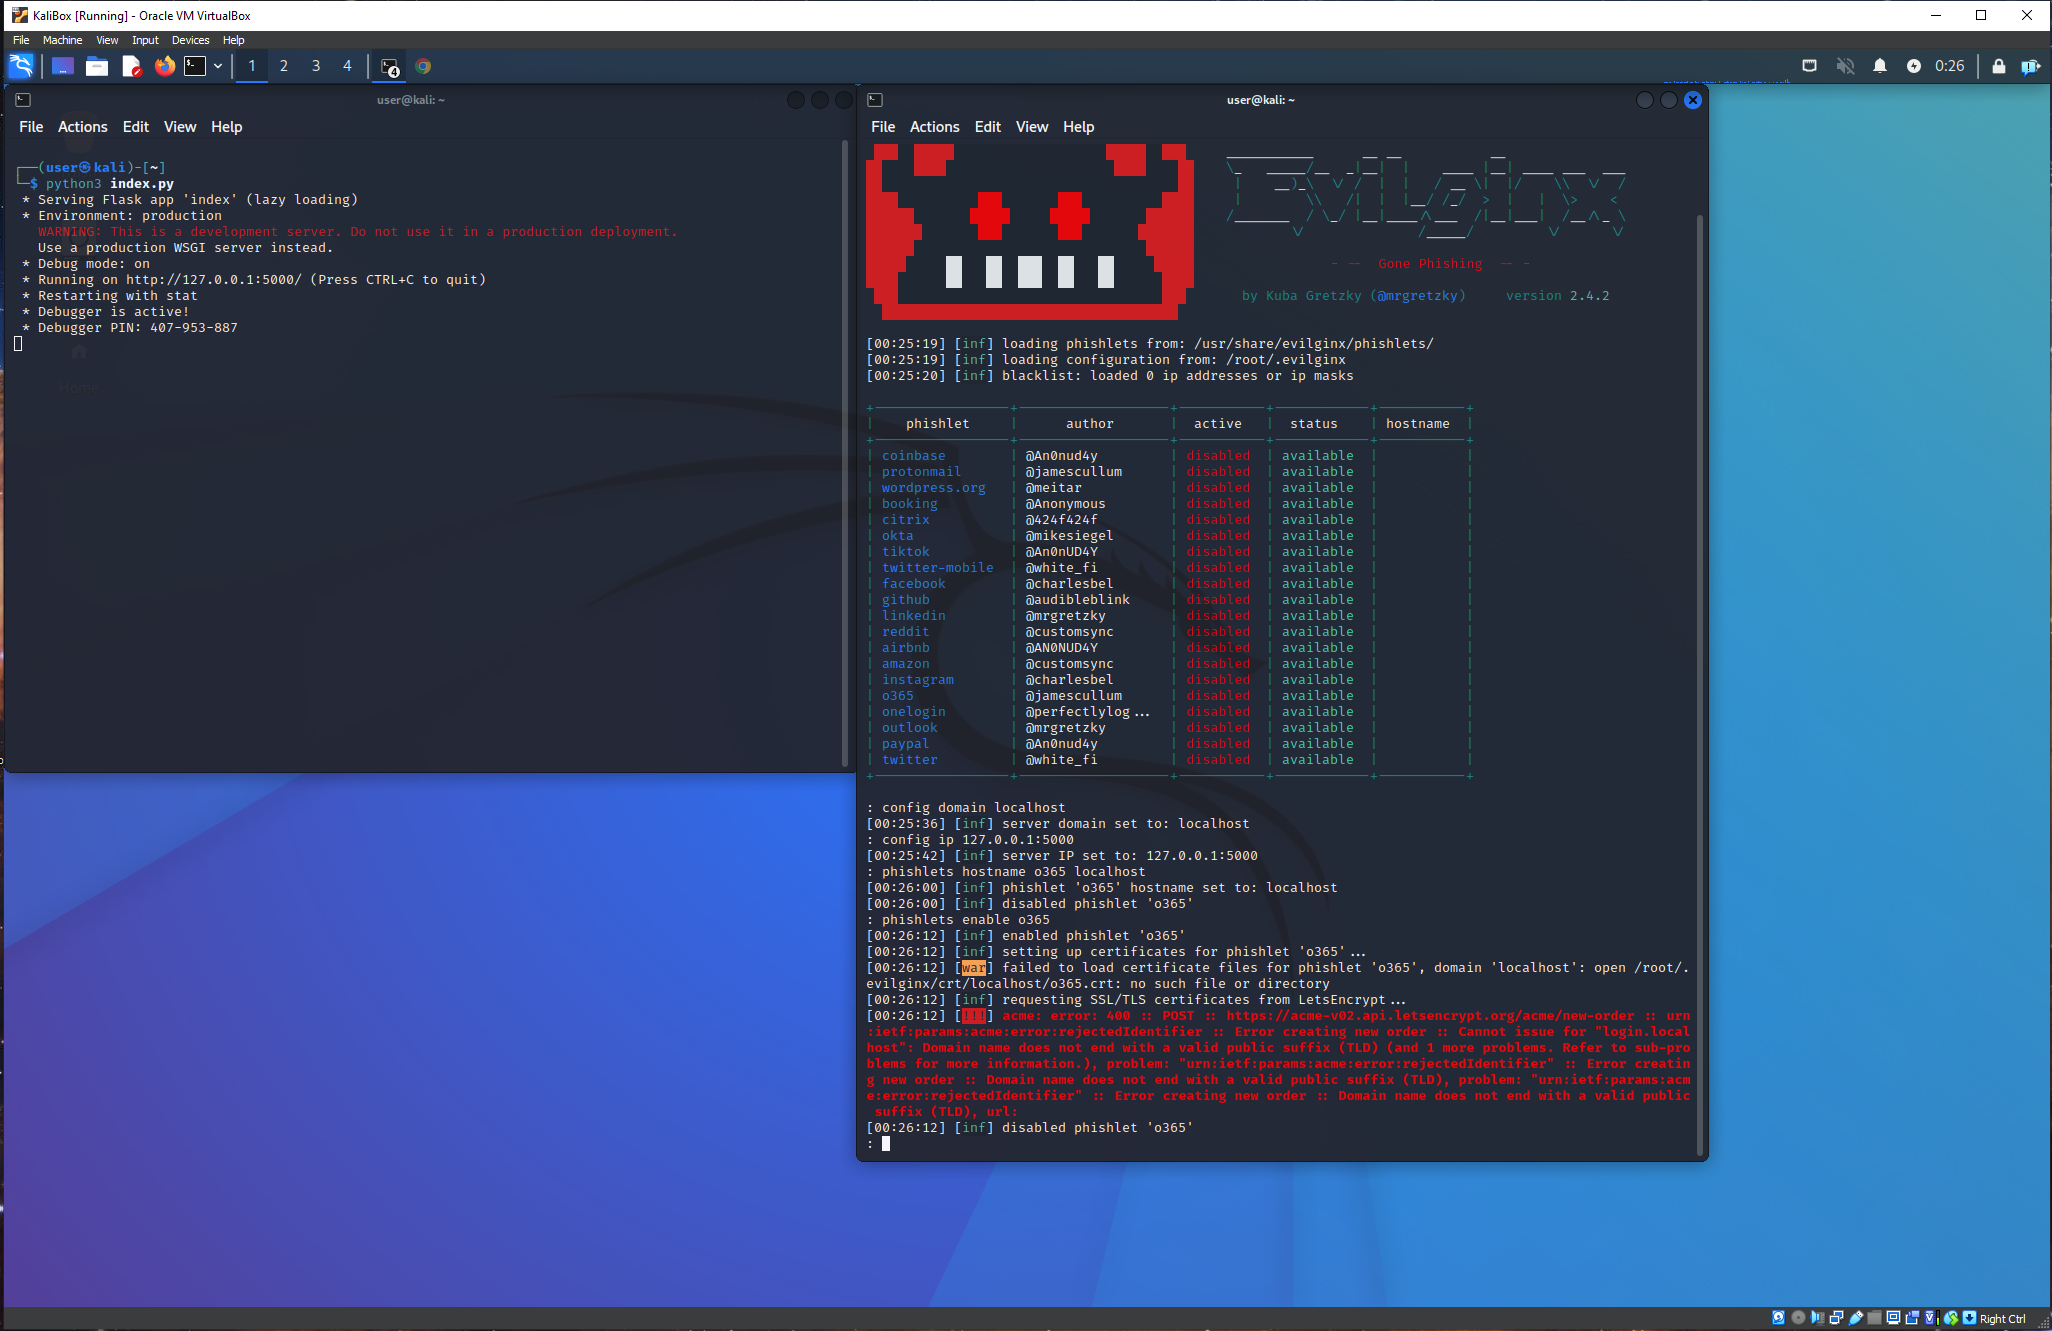 KaliBox [Running] - Oracle VM VirtualBox
File Machine View Input Devices Help
1 2 3 4 4 0:26
user@kali: ~
File Actions Edit View Help
(user㉿kali)-[~]
$ python3 index.py
* Serving Flask app 'index' (lazy loading)
* Environment: production
WARNING: This is a development server. Do not use it in a production deployment.
Use a production WSGI server instead.
* Debug mode: on
* Running on http://127.0.0.1:5000/ (Press CTRL+C to quit)
* Restarting with stat
* Debugger is active!
* Debugger PIN: 407-953-887
Home
user@kali: ~
File Actions Edit View Help
Evilginx
- -- Gone Phishing -- -
by Kuba Gretzky (@mrgretzky) version 2.4.2
[00:25:19] [inf] loading phishlets from: /usr/share/evilginx/phishlets/
[00:25:19] [inf] loading configuration from: /root/.evilginx
[00:25:20] [inf] blacklist: loaded 0 ip addresses or ip masks
| phishlet | author | active | status | hostname |
| coinbase | @An0nud4y | disabled | available | |
| protonmail | @jamescullum | disabled | available | |
| wordpress.org | @meitar | disabled | available | |
| booking | @Anonymous | disabled | available | |
| citrix | @424f424f | disabled | available | |
| okta | @mikesiegel | disabled | available | |
| tiktok | @An0nUD4Y | disabled | available | |
| twitter-mobile | @white_fi | disabled | available | |
| facebook | @charlesbel | disabled | available | |
| github | @audibleblink | disabled | available | |
| linkedin | @mrgretzky | disabled | available | |
| reddit | @customsync | disabled | available | |
| airbnb | @AN0NUD4Y | disabled | available | |
| amazon | @customsync | disabled | available | |
| instagram | @charlesbel | disabled | available | |
| o365 | @jamescullum | disabled | available | |
| onelogin | @perfectlylog... | disabled | available | |
| outlook | @mrgretzky | disabled | available | |
| paypal | @An0nud4y | disabled | available | |
| twitter | @white_fi | disabled | available | |
: config domain localhost
[00:25:36] [inf] server domain set to: localhost
: config ip 127.0.0.1:5000
[00:25:42] [inf] server IP set to: 127.0.0.1:5000
: phishlets hostname o365 localhost
[00:26:00] [inf] phishlet 'o365' hostname set to: localhost
[00:26:00] [inf] disabled phishlet 'o365'
: phishlets enable o365
[00:26:12] [inf] enabled phishlet 'o365'
[00:26:12] [inf] setting up certificates for phishlet 'o365'...
[00:26:12] [war] failed to load certificate files for phishlet 'o365', domain 'localhost': open /root/.
evilginx/crt/localhost/o365.crt: no such file or directory
[00:26:12] [inf] requesting SSL/TLS certificates from LetsEncrypt...
[00:26:12] [!!!] acme: error: 400 :: POST :: https://acme-v02.api.letsencrypt.org/acme/new-order :: urn
:ietf:params:acme:error:rejectedIdentifier :: Error creating new order :: Cannot issue for "login.local
host": Domain name does not end with a valid public suffix (TLD) (and 1 more problems. Refer to sub-pro
blems for more information.), problem: "urn:ietf:params:acme:error:rejectedIdentifier" :: Error creatin
g new order :: Domain name does not end with a valid public suffix (TLD), problem: "urn:ietf:params:acm
e:error:rejectedIdentifier" :: Error creating new order :: Domain name does not end with a valid public
suffix (TLD), url:
[00:26:12] [inf] disabled phishlet 'o365'
:
Right Ctrl